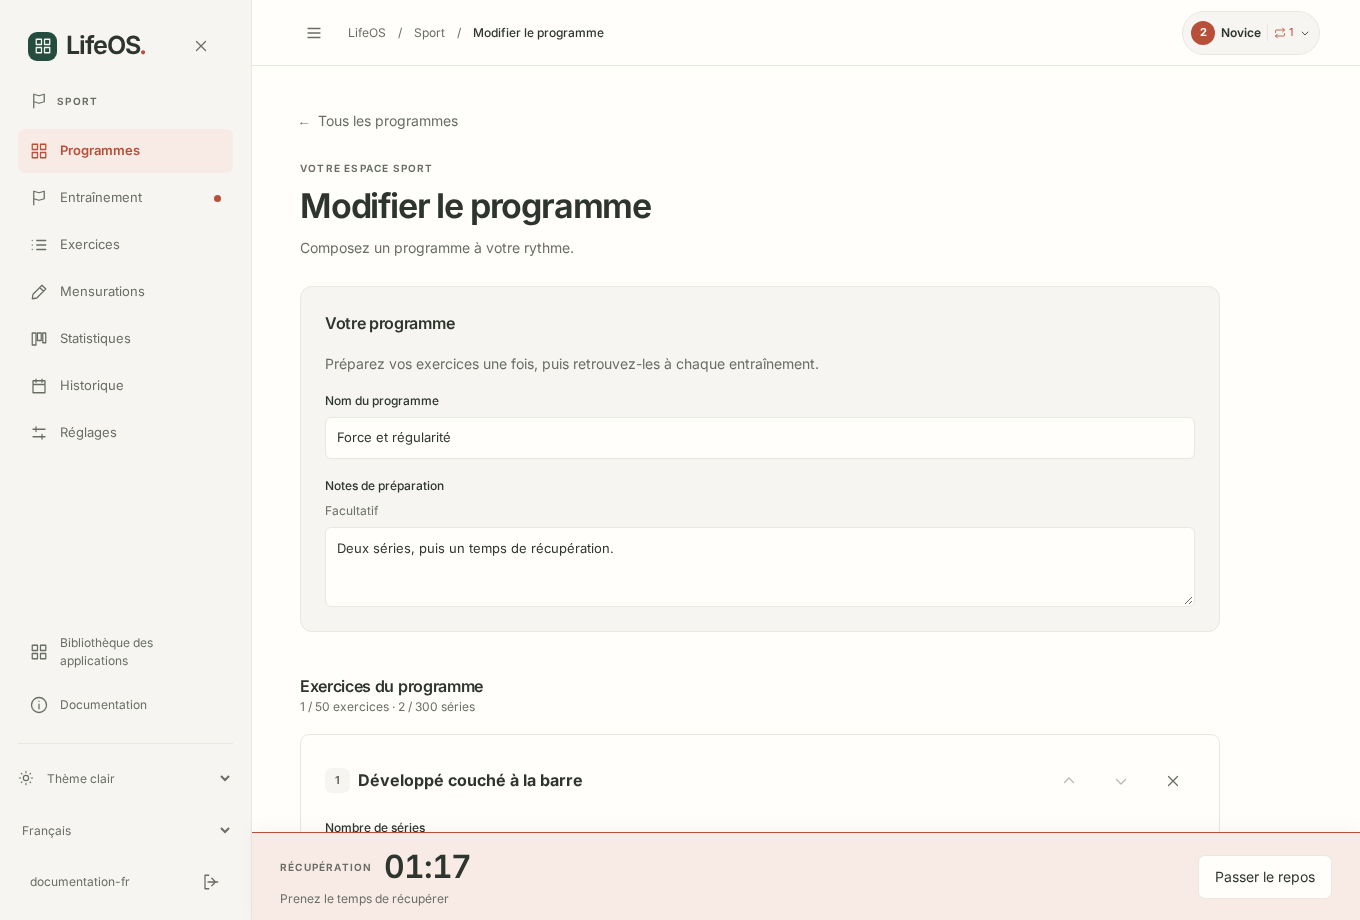 LifeOS.
SPORT
Programmes
Entraînement
Exercices
Mensurations
Statistiques
Historique
Réglages
Bibliothèque des
applications
Documentation
Thème clair
Français
documentation-fr
LifeOS / Sport / Modifier le programme
2 Novice 1
← Tous les programmes
VOTRE ESPACE SPORT
Modifier le programme
Composez un programme à votre rythme.
Votre programme
Préparez vos exercices une fois, puis retrouvez-les à chaque entraînement.
Nom du programme
Force et régularité
Notes de préparation
Facultatif
Deux séries, puis un temps de récupération.
Exercices du programme
1 / 50 exercices · 2 / 300 séries
1 Développé couché à la barre
Nombre de séries
RÉCUPÉRATION 01:17
Prenez le temps de récupérer
Passer le repos